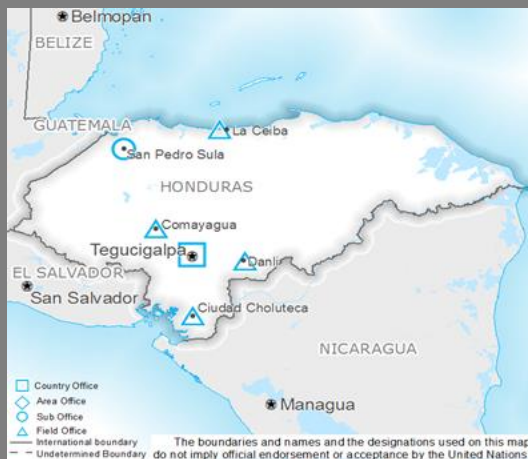 Belmopan
BELIZE
GUATEMALA
La Ceiba
San Pedro Sula
HONDURAS
Comayagua
Tegucigalpa
Danlí
EL SALVADOR
San Salvador
Ciudad Choluteca
NICARAGUA
Managua
Country Office
Area Office
Sub Office
Field Office
International boundary
Undetermined Boundary
The boundaries and names and the designations used on this map
do not imply official endorsement or acceptance by the United Nations